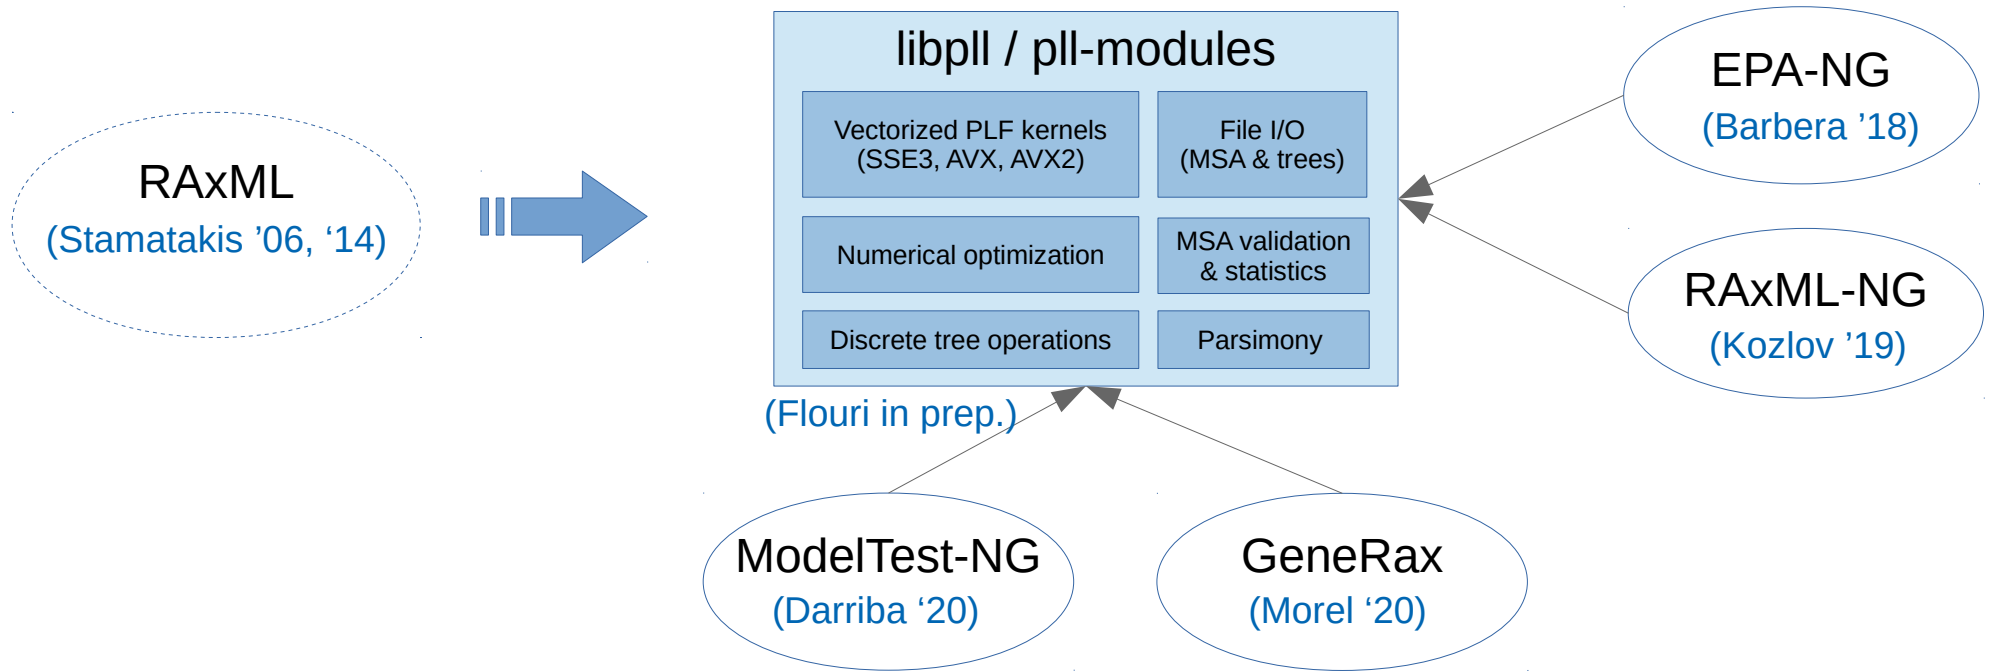 RAxML
(Stamatakis ’06, ‘14)
libpll / pll-modules
Vectorized PLF kernels
(SSE3, AVX, AVX2)
File I/O
(MSA & trees)
Numerical optimization
MSA validation
& statistics
Discrete tree operations
Parsimony
(Flouri in prep.)
EPA-NG
(Barbera ’18)
RAxML-NG
(Kozlov ’19)
ModelTest-NG
(Darriba ‘20)
GeneRax
(Morel ‘20)